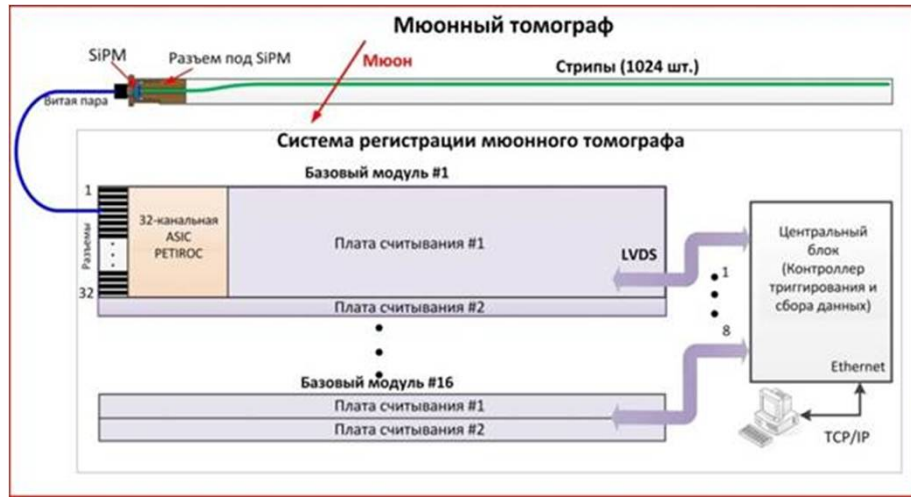 Мюонный томограф
SiPM
Разъем под SiPM
Мюон
Стрипы (1024 шт.)
Витая пара
Система регистрации мюонного томографа
Базовый модуль #1
1
Разъемы
32
32-канальная
ASIC
PETIROC
Плата считывания #1
LVDS
Плата считывания #2
1
8
Центральный
блок
(Контроллер
триггирования и
сбора данных)
Ethernet
Базовый модуль #16
Плата считывания #1
Плата считывания #2
TCP/IP